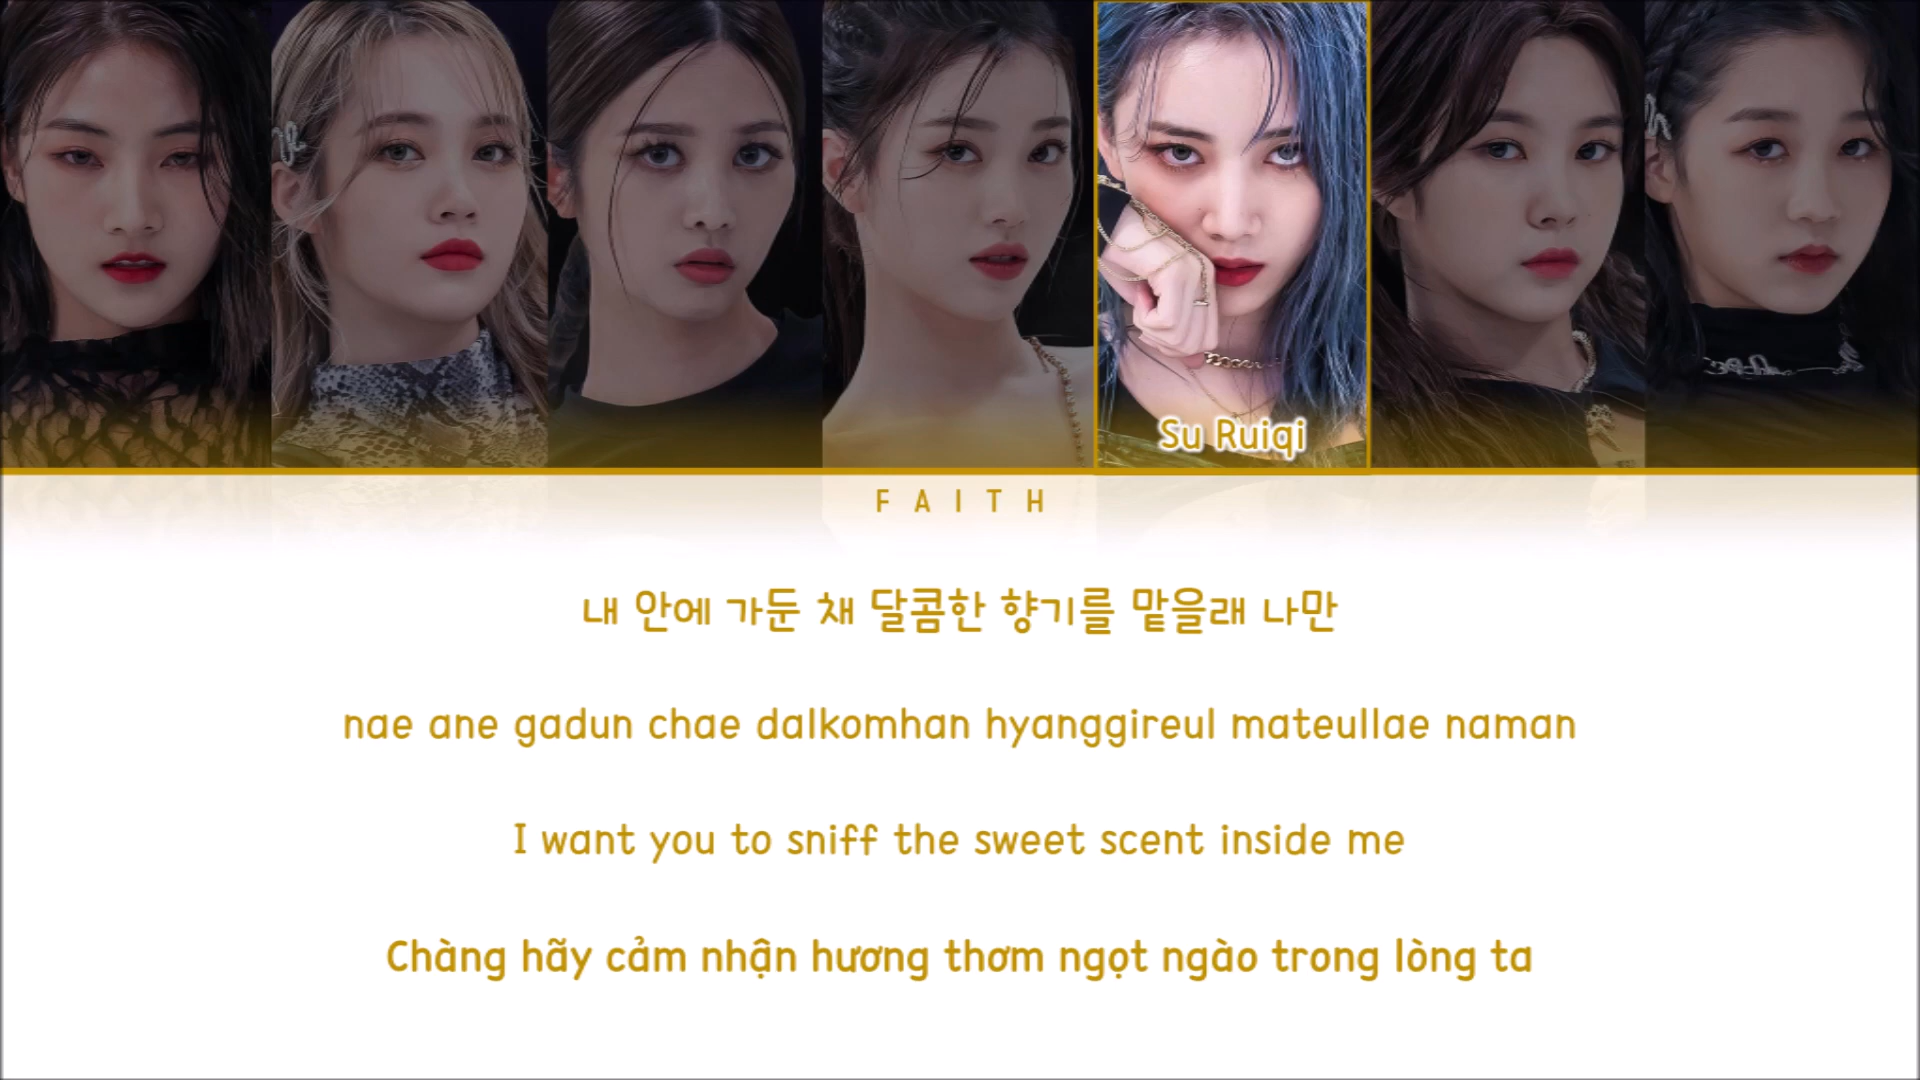 Su Ruiqi
FAITH
내 안에 가둔 채 달콤한 향기를 맡을래 나만
nae ane gadun chae dalkomhan hyanggireul mateullae naman
I want you to sniff the sweet scent inside me
Chàng hãy cảm nhận hương thơm ngọt ngào trong lòng ta